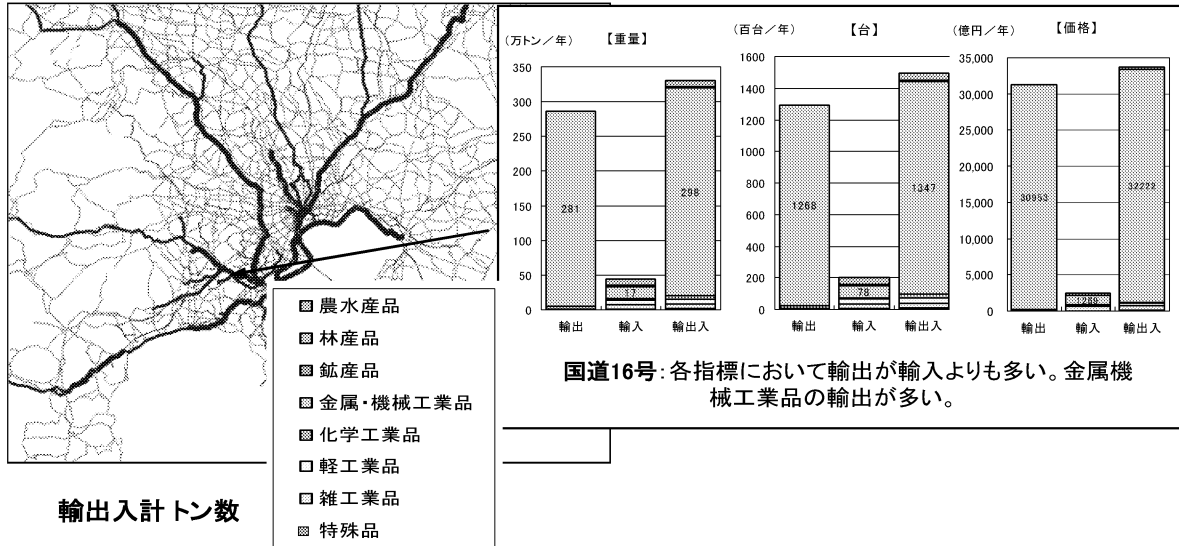 （万トン／年）
【重量】
350
300
250
200
150
100
50
0
281
17
298
輸出
輸入
輸出入
（百台／年）
【台】
1600
1400
1200
1000
800
600
400
200
0
1268
78
1347
輸出
輸入
輸出入
（億円／年）
【価格】
35,000
30,000
25,000
20,000
15,000
10,000
5,000
0
30953
1269
32222
輸出
輸入
輸出入
国道16号：各指標において輸出が輸入よりも多い。金属機
械工業品の輸出が多い。
農水産品
林産品
鉱産品
金属・機械工業品
化学工業品
軽工業品
雑工業品
特殊品
輸出入計トン数